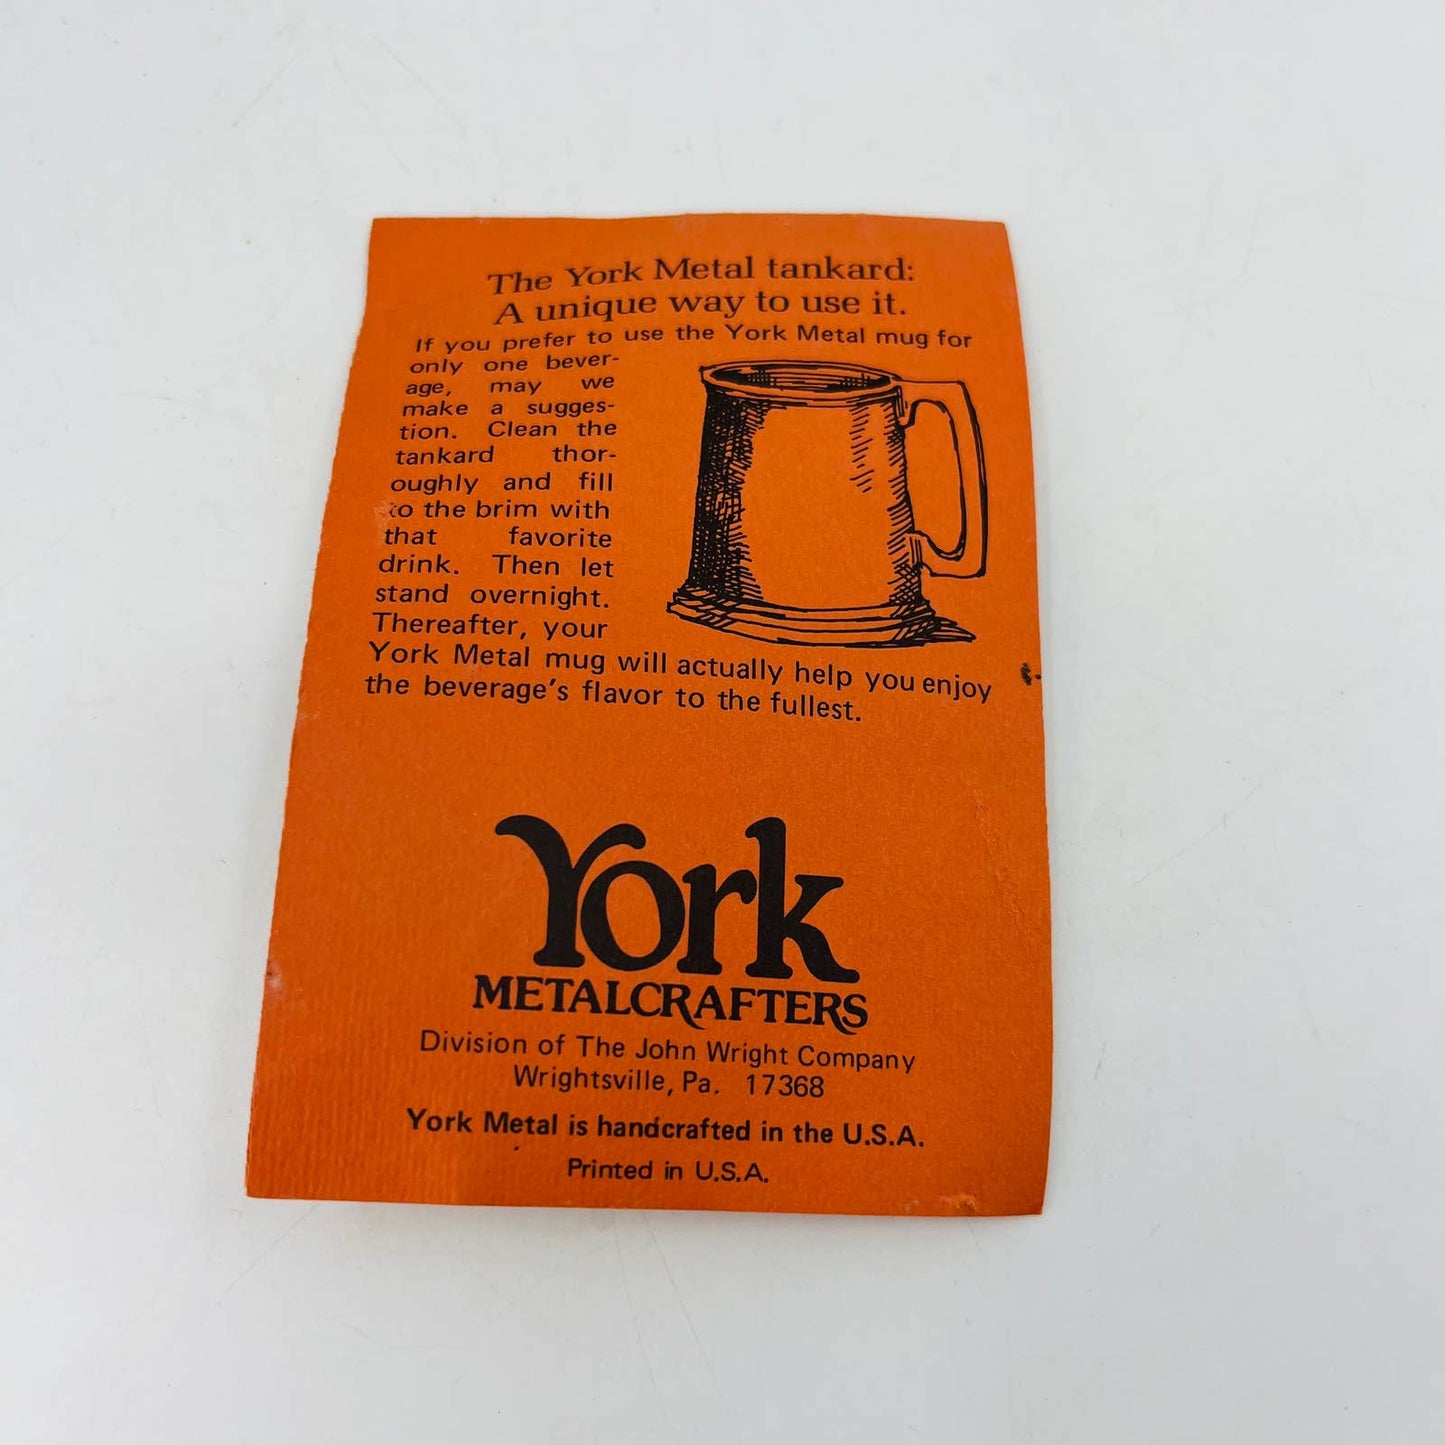 The York Metal tankard:
A unique way to use it.
If you prefer to use the York Metal mug for
only one bever-
age, may we
make a sugges-
tion. Clean the
tankard thor-
oughly and fill
to the brim with
that favorite
drink. Then let
stand overnight.
Thereafter, your
York Metal mug will actually help you enjoy
the beverage's flavor to the fullest.
York
METALCRAFTERS
Division of The John Wright Company
Wrightsville, Pa. 17368
York Metal is handcrafted in the U.S.A.
Printed in U.S.A.